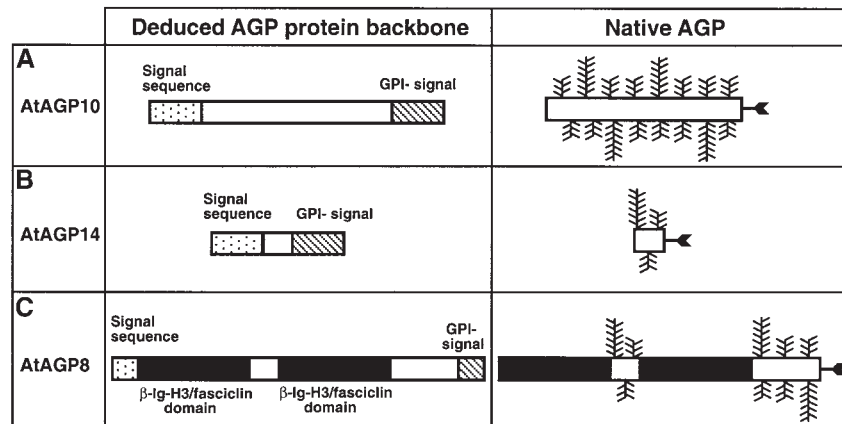 Deduced AGP protein backbone
Native AGP
A
AtAGP10
Signal
sequence
GPI- signal
B
AtAGP14
Signal
sequence
GPI- signal
C
AtAGP8
Signal
sequence
GPI-
signal
β-Ig-H3/fasciclin
domain
β-Ig-H3/fasciclin
domain